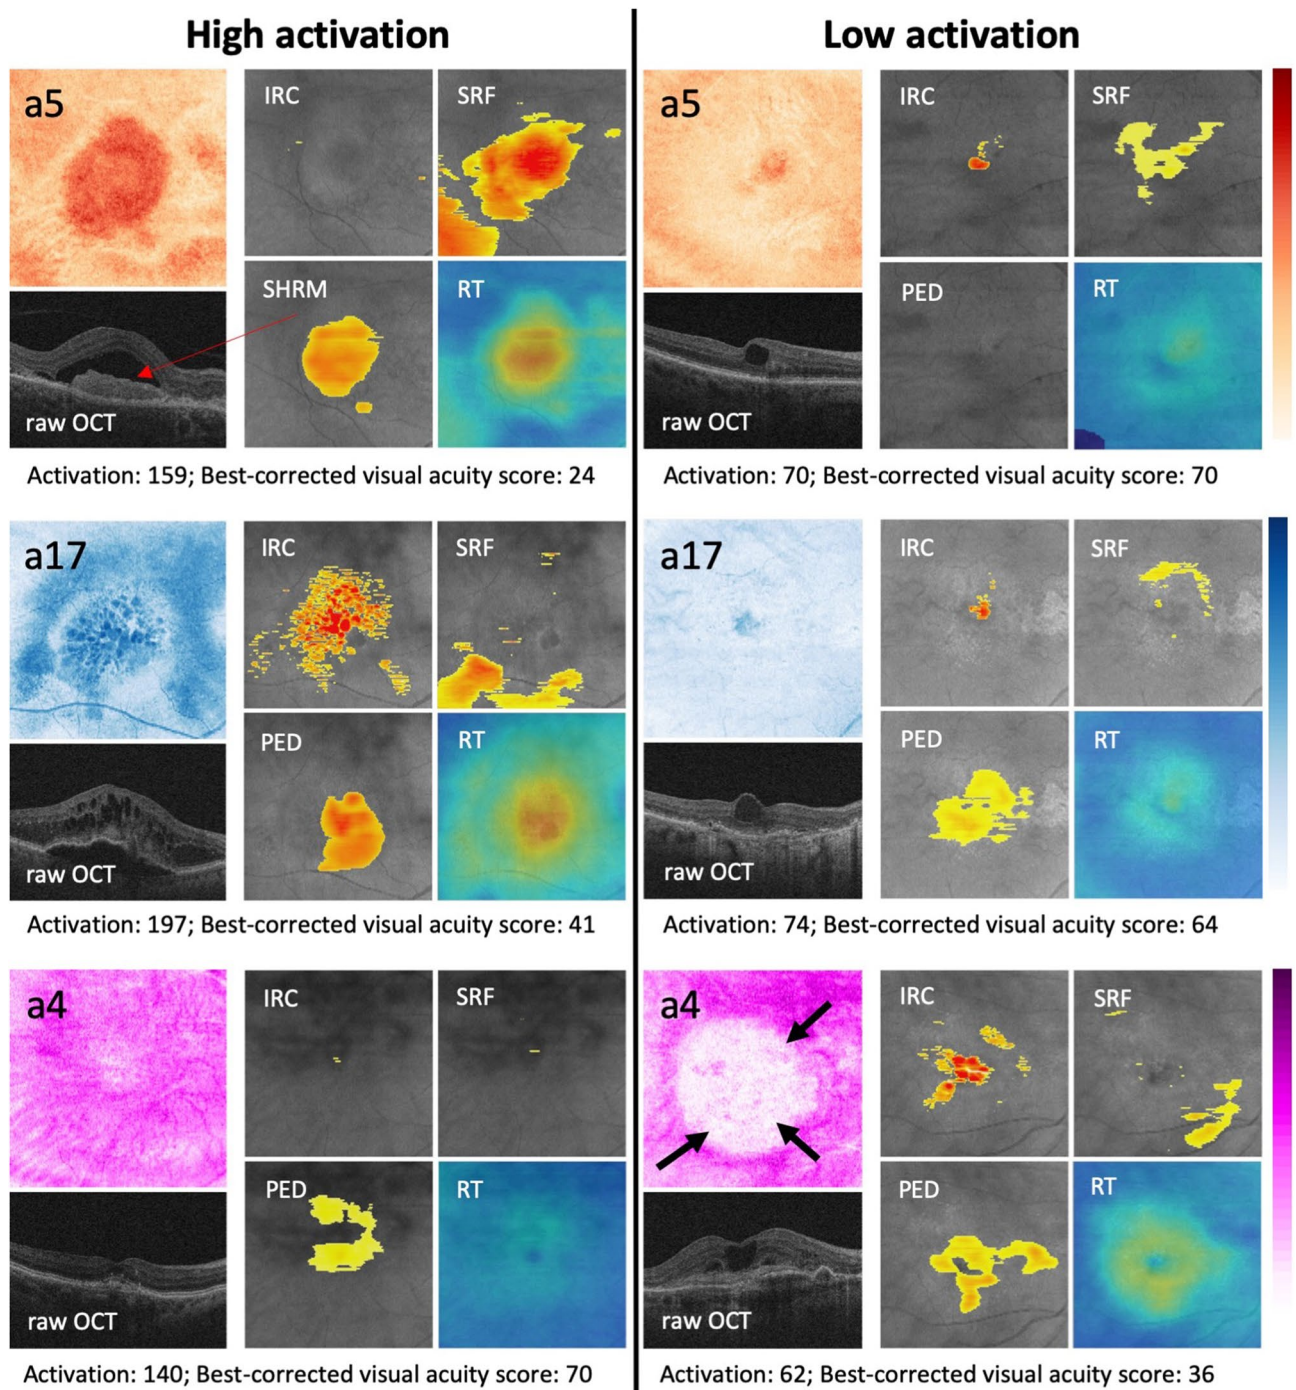 High activation
Low activation
a5
IRC
SRF
SHRM
RT
raw OCT
Activation: 159; Best-corrected visual acuity score: 24
a5
IRC
SRF
PED
RT
raw OCT
Activation: 70; Best-corrected visual acuity score: 70
a17
IRC
SRF
PED
RT
raw OCT
Activation: 197; Best-corrected visual acuity score: 41
a17
IRC
SRF
PED
RT
raw OCT
Activation: 74; Best-corrected visual acuity score: 64
a4
IRC
SRF
PED
RT
raw OCT
Activation: 140; Best-corrected visual acuity score: 70
a4
IRC
SRF
PED
RT
raw OCT
Activation: 62; Best-corrected visual acuity score: 36